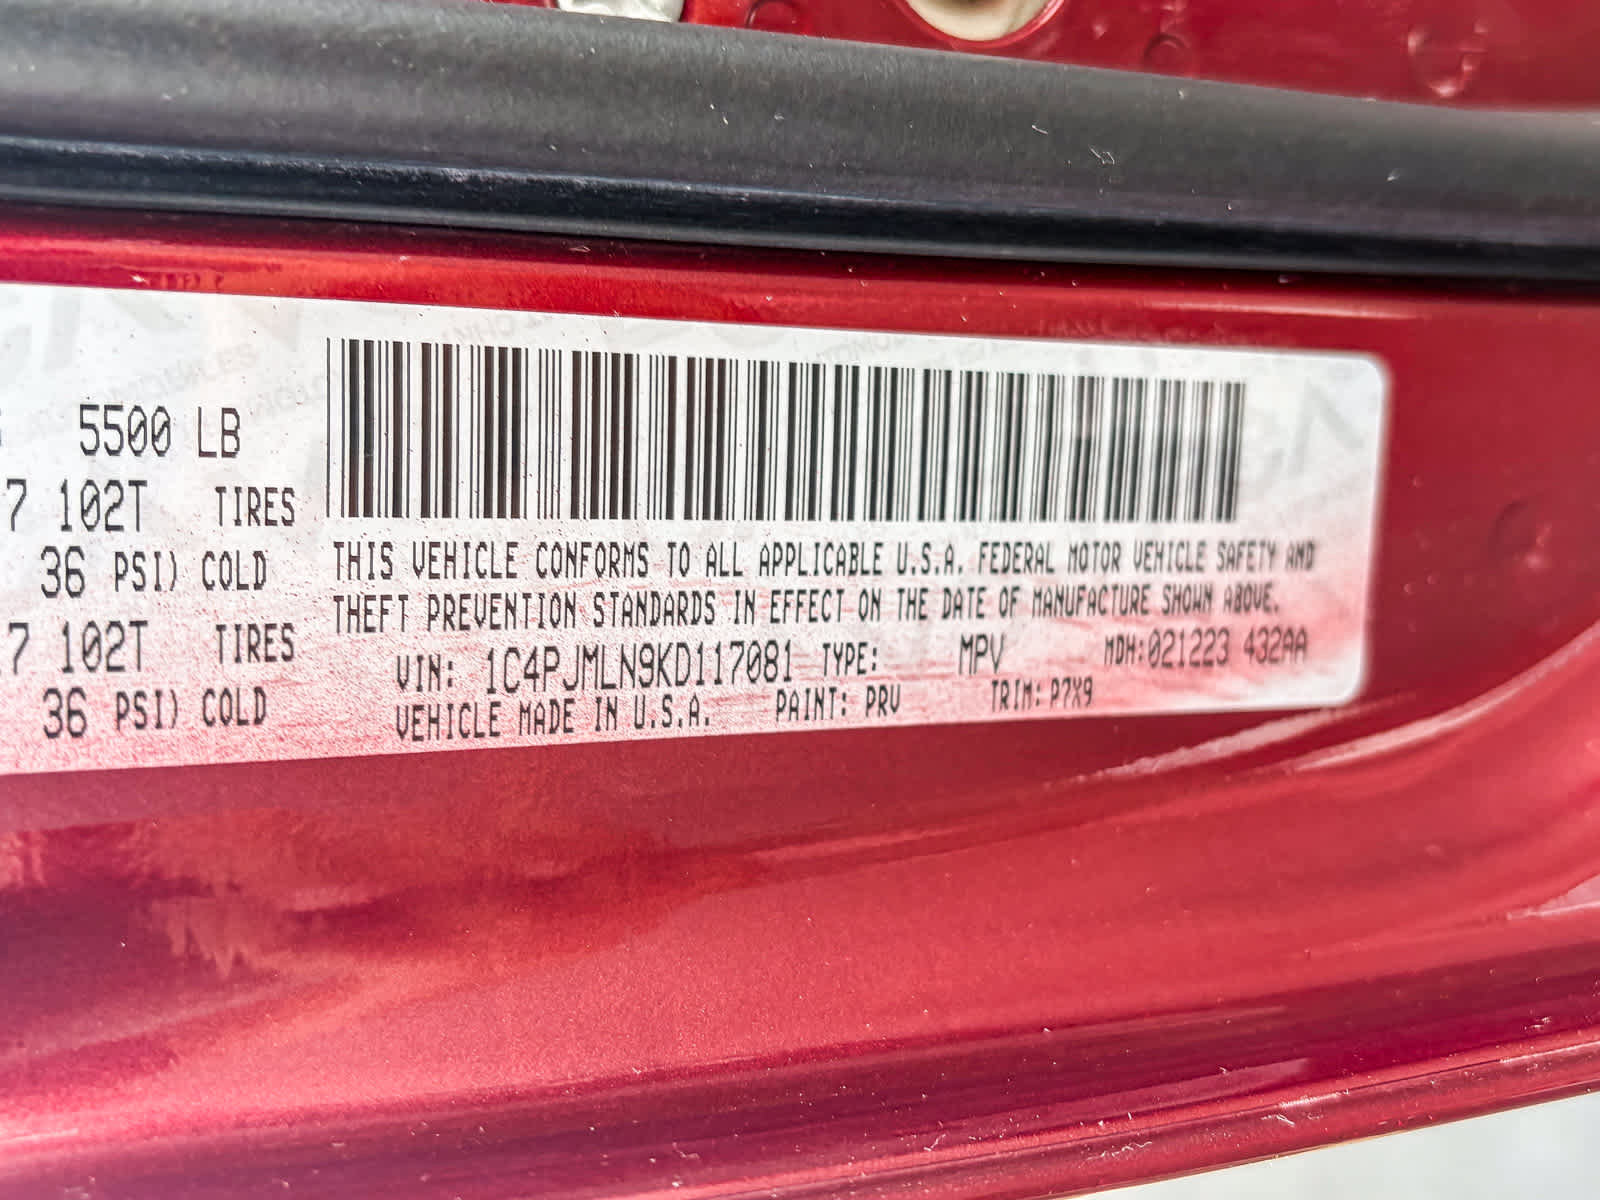 5500 LB
7 102T TIRES
36 PSI) COLD
7 102T TIRES
36 PSI) COLD
THIS VEHICLE CONFORMS TO ALL APPLICABLE U.S.A. FEDERAL MOTOR VEHICLE SAFETY AND
THEFT PREVENTION STANDARDS IN EFFECT ON THE DATE OF MANUFACTURE SHOWN ABOVE.
VIN: 1C4PJMLN9KD117081 TYPE: MPV MDH:021223 432AA
VEHICLE MADE IN U.S.A. PAINT: PRV TRIM: P7X9